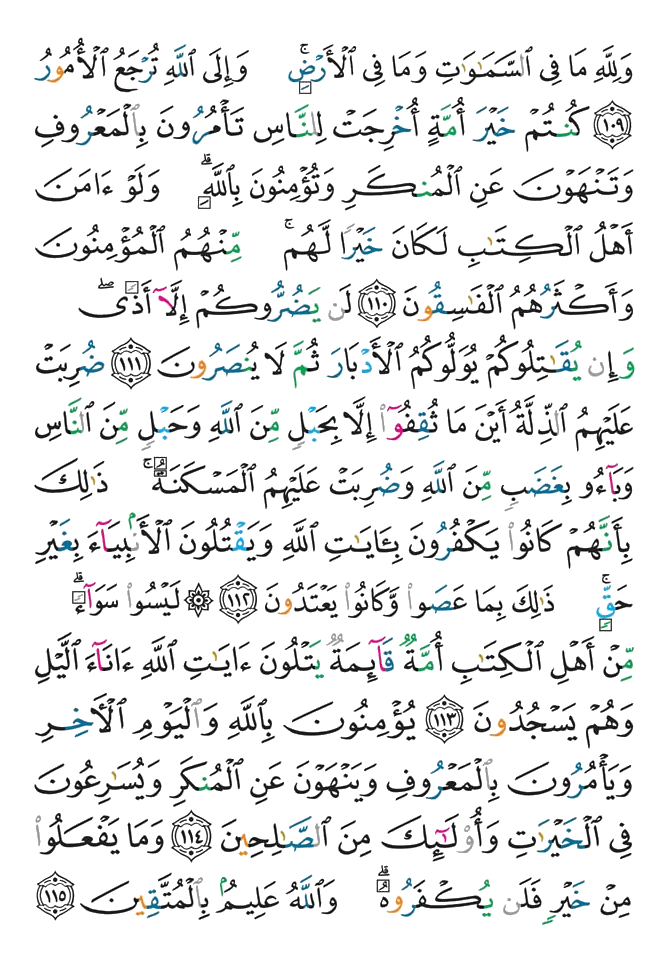 وَلِلَّهِ مَا فِى ٱلسَّمَـٰوَٰتِ وَمَا فِى ٱلْأَرْضِ ۚ وَإِلَى ٱللَّهِ تُرْجَعُ ٱلْأُمُورُ
١٠٩ كُنتُمْ خَيْرَ أُمَّةٍ أُخْرِجَتْ لِلنَّاسِ تَأْمُرُونَ بِٱلْمَعْرُوفِ
وَتَنْهَوْنَ عَنِ ٱلْمُنكَرِ وَتُؤْمِنُونَ بِٱللَّهِ ۗ وَلَوْ ءَامَنَ
أَهْلُ ٱلْكِتَـٰبِ لَكَانَ خَيْرًا لَّهُم ۚ مِّنْهُمُ ٱلْمُؤْمِنُونَ
وَأَكْثَرُهُمُ ٱلْفَـٰسِقُونَ ١١٠ لَن يَضُرُّوكُمْ إِلَّآ أَذًى ۖ
وَإِن يُقَـٰتِلُوكُمْ يُوَلُّوكُمُ ٱلْأَدْبَارَ ثُمَّ لَا يُنصَرُونَ ١١١ ضُرِبَتْ
عَلَيْهِمُ ٱلذِّلَّةُ أَيْنَ مَا ثُقِفُوٓا۟ إِلَّا بِحَبْلٍ مِّنَ ٱللَّهِ وَحَبْلٍ مِّنَ ٱلنَّاسِ
وَبَآءُو بِغَضَبٍ مِّنَ ٱللَّهِ وَضُرِبَتْ عَلَيْهِمُ ٱلْمَسْكَنَةُ ۚ ذَٰلِكَ
بِأَنَّهُمْ كَانُوا۟ يَكْفُرُونَ بِـَٔايَـٰتِ ٱللَّهِ وَيَقْتُلُونَ ٱلْأَنۢبِيَآءَ بِغَيْرِ
حَقٍّ ۚ ذَٰلِكَ بِمَا عَصَوا۟ وَّكَانُوا۟ يَعْتَدُونَ ١١٢ ۞ لَيْسُوا۟ سَوَآءً ۗ
مِّنْ أَهْلِ ٱلْكِتَـٰبِ أُمَّةٌ قَآئِمَةٌ يَتْلُونَ ءَايَـٰتِ ٱللَّهِ ءَانَآءَ ٱلَّيْلِ
وَهُمْ يَسْجُدُونَ ١١٣ يُؤْمِنُونَ بِٱللَّهِ وَٱلْيَوْمِ ٱلْـَٔاخِرِ
وَيَأْمُرُونَ بِٱلْمَعْرُوفِ وَيَنْهَوْنَ عَنِ ٱلْمُنكَرِ وَيُسَـٰرِعُونَ
فِى ٱلْخَيْرَٰتِ وَأُو۟لَـٰٓئِكَ مِنَ ٱلصَّـٰلِحِينَ ١١٤ وَمَا يَفْعَلُوا۟
مِنْ خَيْرٍ فَلَن يُكْفَرُوهُ ۗ وَٱللَّهُ عَلِيمٌۢ بِٱلْمُتَّقِينَ ١١٥